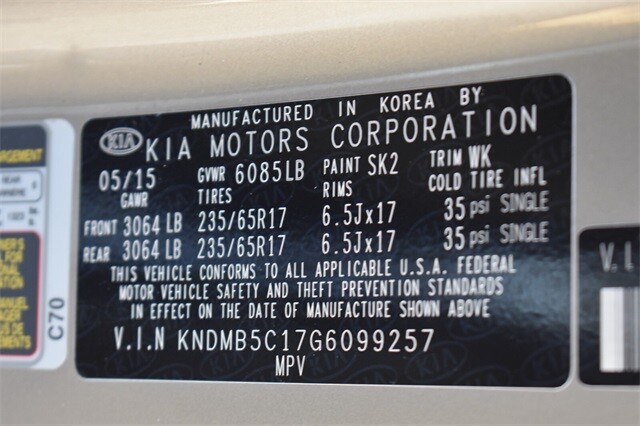 MANUFACTURED IN KOREA BY
KIA KIA MOTORS CORPORATION
05/15 GVWR 6085LB PAINT SK2 TRIM WK
GAWR TIRES RIMS COLD TIRE INFL
FRONT 3064 LB 235/65R17 6.5Jx17 35 psi SINGLE
REAR 3064 LB 235/65R17 6.5Jx17 35 psi SINGLE
THIS VEHICLE CONFORMS TO ALL APPLICABLE U.S.A. FEDERAL
MOTOR VEHICLE SAFETY AND THEFT PREVENTION STANDARDS
IN EFFECT ON THE DATE OF MANUFACTURE SHOWN ABOVE
V.I.N KNDMB5C17G6099257
MPV
C70
V.I